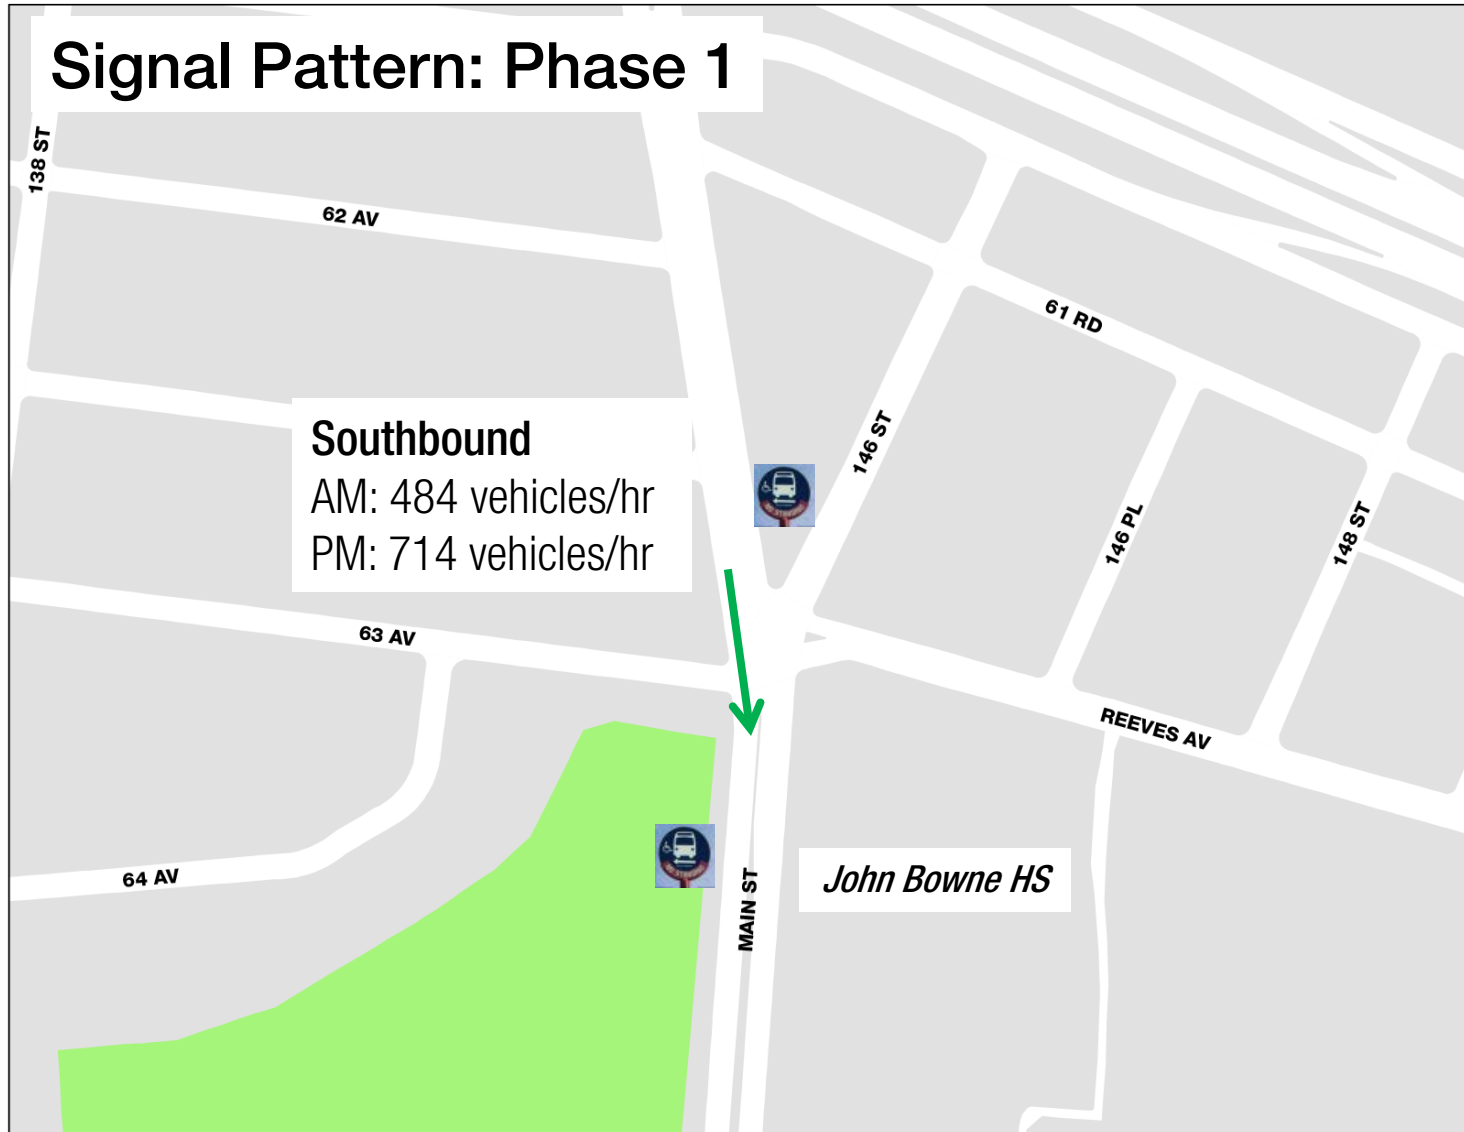 Signal Pattern: Phase 1
138 ST
62 AV
61 RD
Southbound
AM: 484 vehicles/hr
PM: 714 vehicles/hr
146 ST
146 PL
148 ST
63 AV
REEVES AV
64 AV
MAIN ST
John Bowne HS